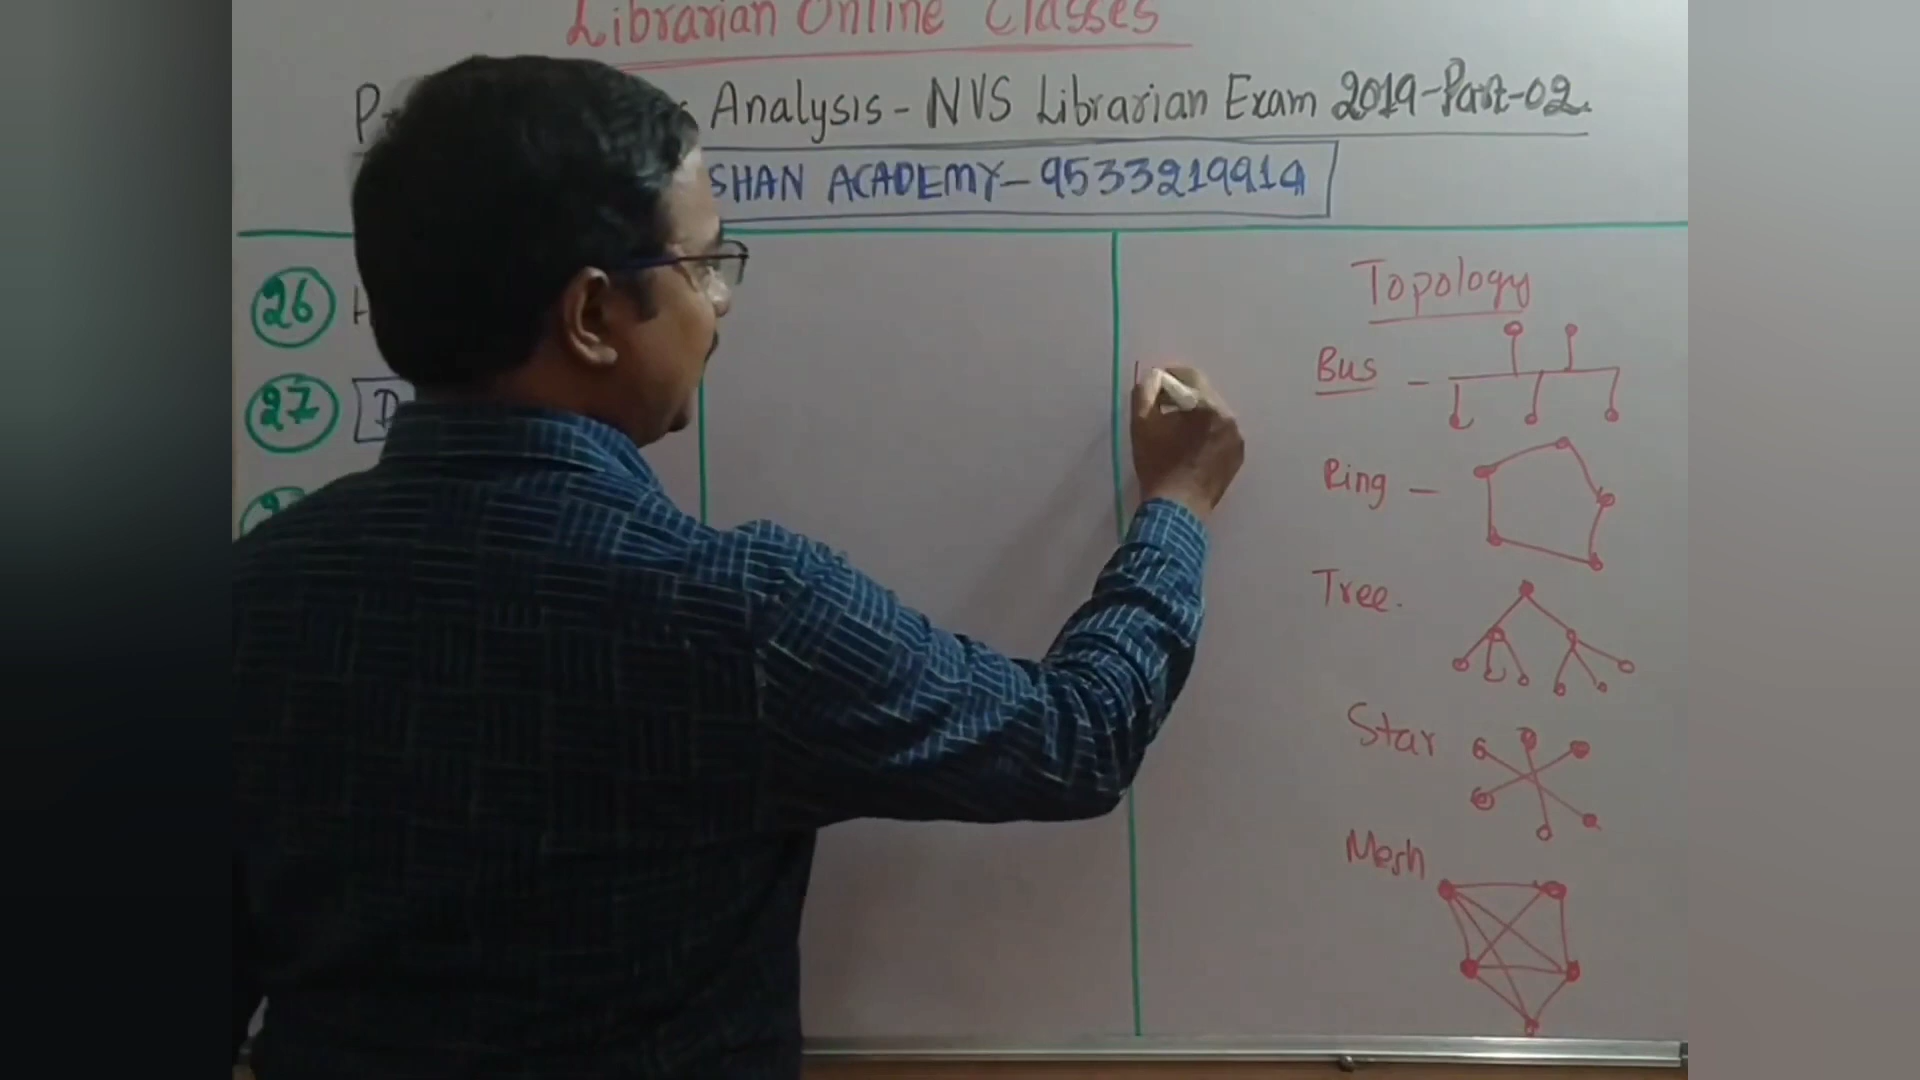 Librarian Online Classes
Analysis - NVS Librarian Exam 2019-Part-02.
SHAN ACADEMY - 9533219914
26
27
Topology
Bus -
Ring -
Tree.
Star
Mesh